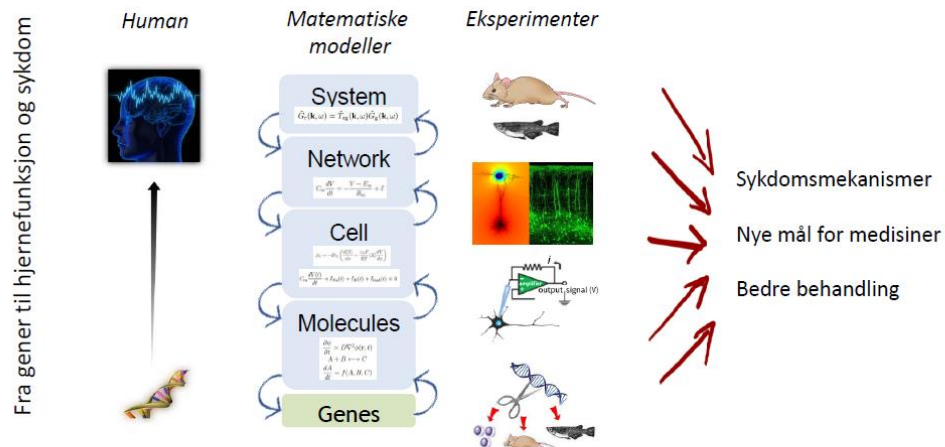 Fra gener til hjernefunksjon og sykdom
Human
Matematiske
modeller
Eksperimenter
System
Network
Cell
Molecules
A + B ⟷ C
Genes
i
amplifier
output signal (V)
Sykdomsmekanismer
Nye mål for medisiner
Bedre behandling